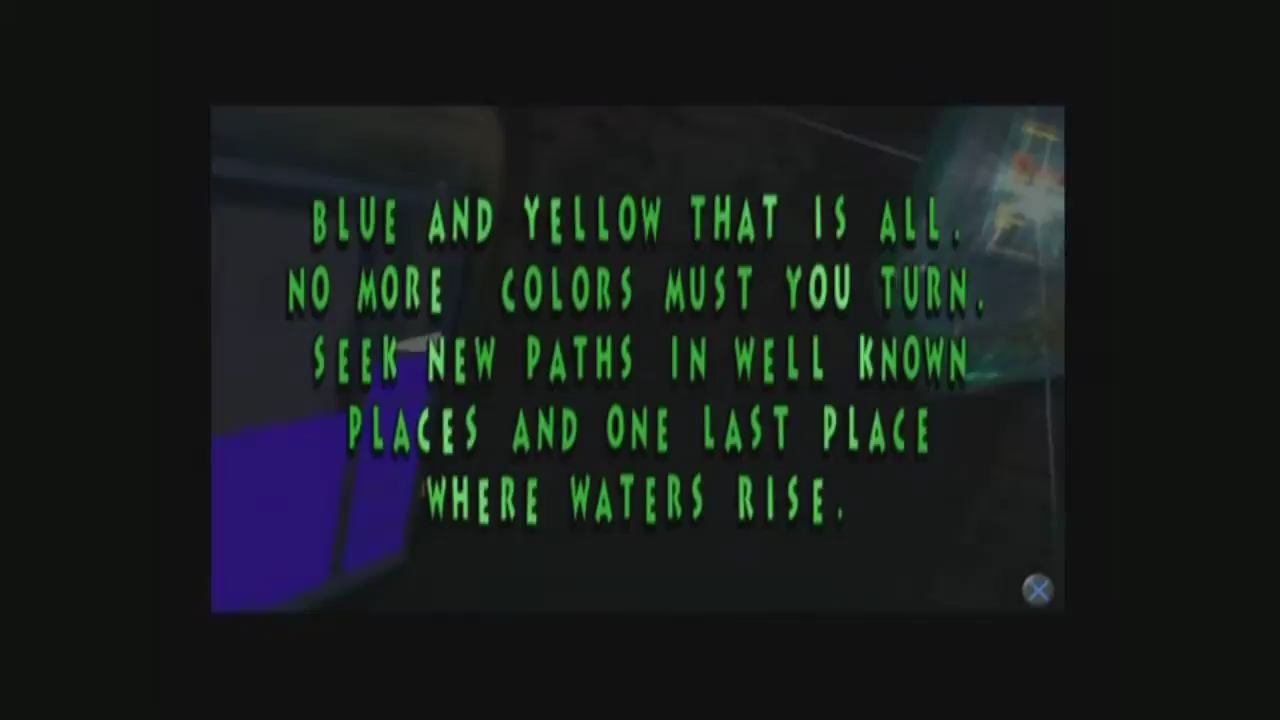 BLUE AND YELLOW THAT IS ALL.
NO MORE COLORS MUST YOU TURN.
SEEK NEW PATHS IN WELL KNOWN
PLACES AND ONE LAST PLACE
WHERE WATERS RISE.